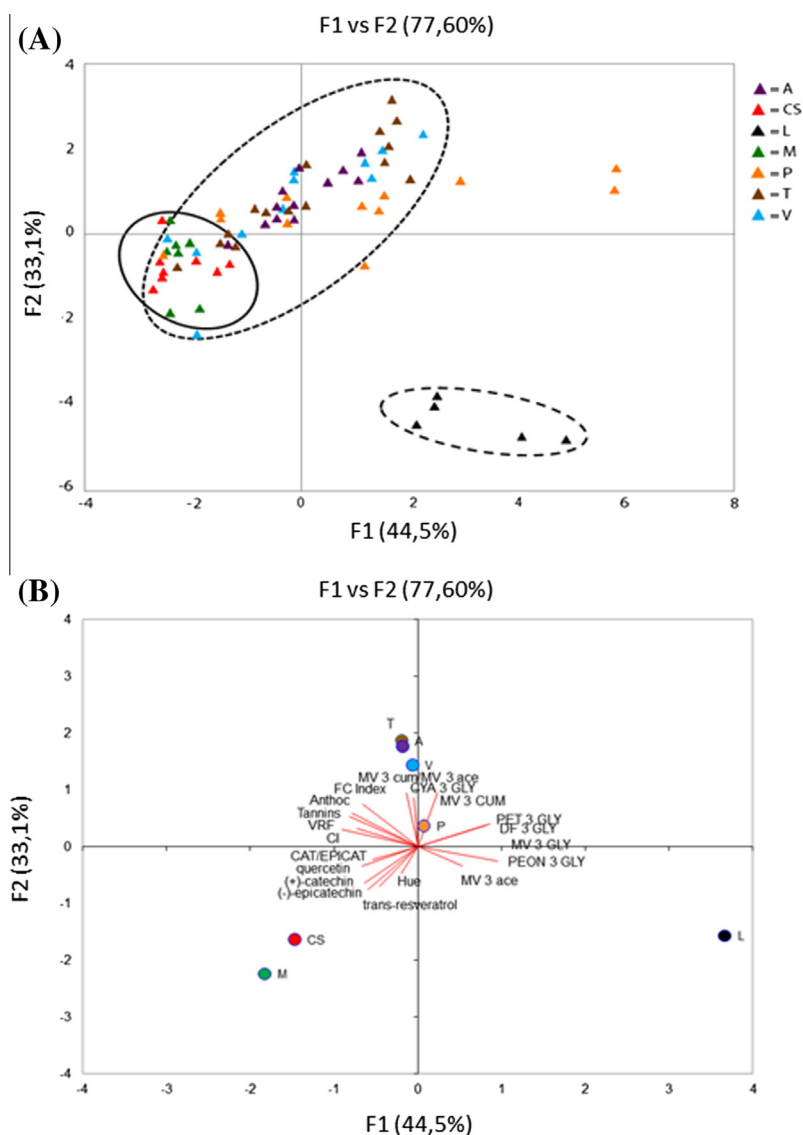 (A)
F1 vs F2 (77,60%)
4
2
0
-2
-4
-6
-4
-2
0
2
4
6
8
F2 (33,1%)
F1 (44,5%)
= A
= CS
= L
= M
= P
= T
= V
(B)
F1 vs F2 (77,60%)
4
3
2
1
0
-1
-2
-3
-4
-4
-3
-2
-1
0
1
2
3
4
F2 (33,1%)
T
A
V
MV 3 cum/MV 3 ace
FC Index
CYA 3 GLY
Anthoc
MV 3 CUM
Tannins
PET 3 GLY
VRF
P
DF 3 GLY
CI
MV 3 GLY
CAT/EPICAT
PEON 3 GLY
quercetin
(+)-catechin
Hue
MV 3 ace
(-)-epicatechin
trans-resveratrol
CS
L
M
F1 (44,5%)